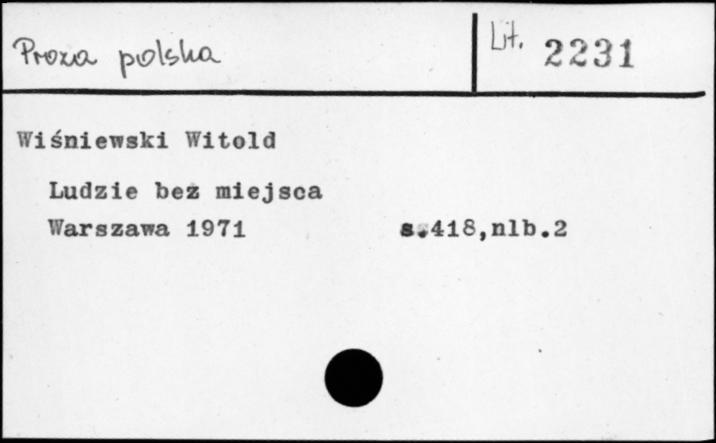 Proza polska
Lit. 2231
Wiśniewski Witold
Ludzie bez miejsca
Warszawa 1971 s.418,nlb.2